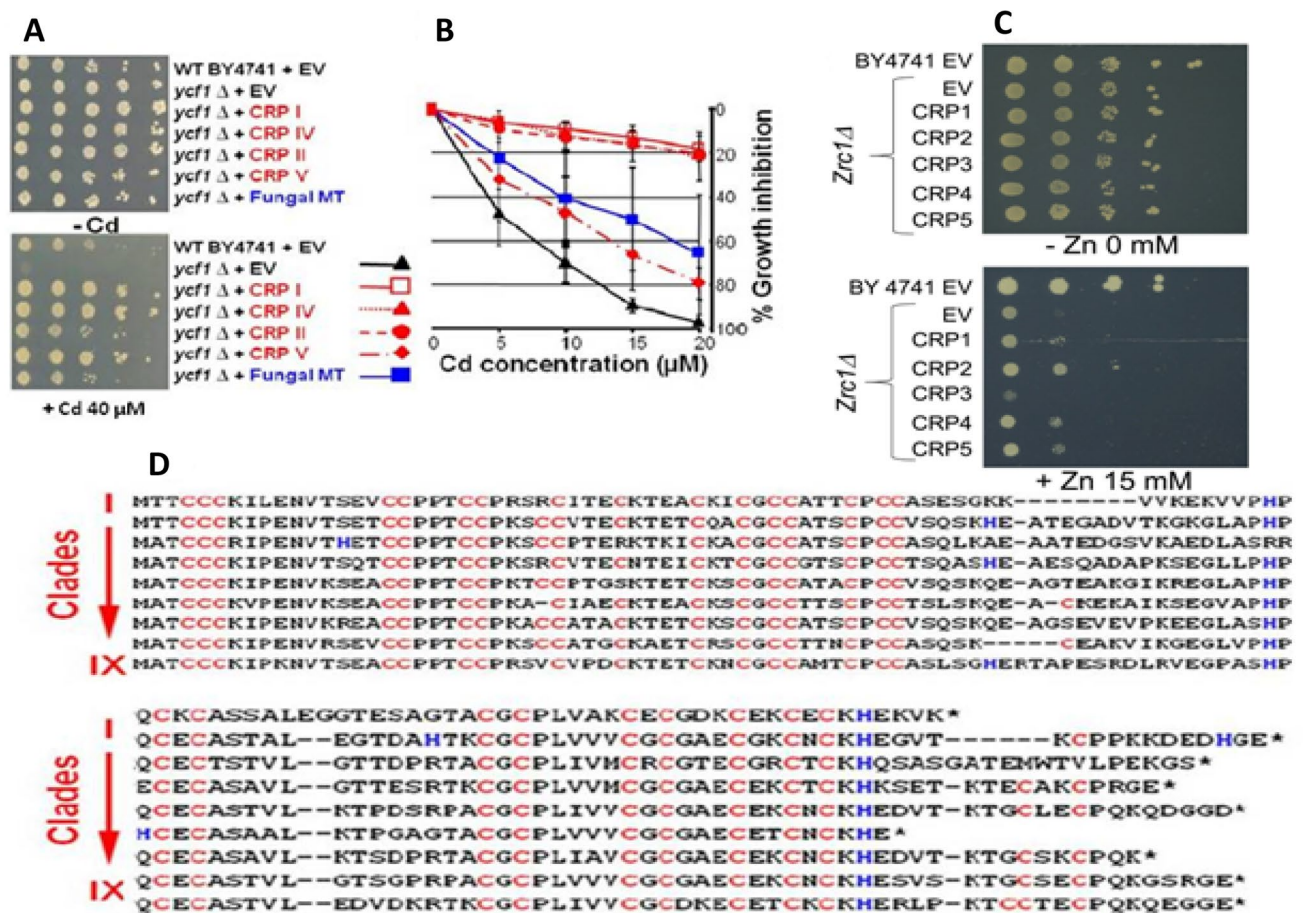 A
WT BY4741 + EV
ycf1 Δ + EV
ycf1 Δ + CRP I
ycf1 Δ + CRP IV
ycf1 Δ + CRP II
ycf1 Δ + CRP V
ycf1 Δ + Fungal MT
- Cd
WT BY4741 + EV
ycf1 Δ + EV
ycf1 Δ + CRP I
ycf1 Δ + CRP IV
ycf1 Δ + CRP II
ycf1 Δ + CRP V
ycf1 Δ + Fungal MT
+ Cd 40 µM
B
0
20
40
60
80
100
% Growth inhibition
0 5 10 15 20
Cd concentration (µM)
C
BY4741 EV
EV
CRP1
CRP2
CRP3
CRP4
CRP5
Zrc1Δ
- Zn 0 mM
BY 4741 EV
EV
CRP1
CRP2
CRP3
CRP4
CRP5
Zrc1Δ
+ Zn 15 mM
D
Clades
I
IX
MTTCCCKILENVTSEVCCPPTCCPRSRCITECKTEACKICGCCATTCPCCASESGKK---------VVKEKVVPHP
MTTCCCKIPENVTSETCCPPTCCPKSCCVTECKTETCQACGCCATSCPCCVSQSKHE-ATEGADVTKGKGLAPHP
MATCCCRIPENVTHETCCPPTCCPKSCCPTERKTKICKACGCCATSCPCCASQLKAE-AATEDGSVKAEDLASRR
MATCCCKIPENVTSQTCCPPTCCPKSRCVTECNTEICKTCGCCGTSCPCCTSQASHE-AESQADAPKSEGLLPHP
MATCCCKIPENVKSEACCPPTCCPKTCCPTGSKTETCKSCGCCATACPCCVSQSKQE-AGTEAKGIKREGLAPHP
MATCCCKVPENVKSEACCPPTCCPKA-CIAECKTEACKSCGCCTTSCPCCTSLSKQE-A-CKEKAIKSEGVAPHP
MATCCCKIPENVKREACCPPTCCPKACCATACKTETCKSCGCCATSCPCCVSQSKQE-AGSEVEVPKEEGLASHP
MATCCCKIPENVRSEVCCPPTCCPKSCCATGCKAETCRSCGCCTTNCPCCASQSK-----CEAKVIKGEGLVPHP
MATCCCKIPKNVTSEACCPPTCCPRSVCVPDCKTETCKNCGCCAMTCPCCASLSGHERTAPESRDLRVEGPASHP
Clades
I
IX
QCKCASSALEGGTESAGTACGCPLVAKCECGDKCEKCECKHEKVK*
QCECASTAL--EGTDAHTKCGCPLVVVCGCGAECGKCNCKHEGVT------KCPPKKDEDHGE*
QCECTSTVL--GTTDPRTACGCPLIVMCRCGTECGRCTCKHQSASGATEMWTVLPEKGS*
ECECASAVL--GTTESRTKCGCPLVVMCGCGAECEKCTCKHKSET-KTECAKCPRGE*
QCECASTVL--KTPDSRPACGCPLIVVCGCGAECEKCNCKHEDVT-KTGCLECPQKQDGGD*
HCECASAAL--KTPGAGTACGCPLVVVCGCGAECETCNCKHE*
QCECASAVL--KTSDPRTACGCPLIAVCGCGAECEKCNCKHEDVT-KTGCSKCPQK*
QCECASTVL--GTSGPRPACGCPLVVVCGCGAECEKCNCKHESVS-KTGCSECPQKGSRGE*
QCECASTVL--EDVDKRTACGCPLVVVCGCDKECETCNCKHERLP-KTCCTECPQKGGE*